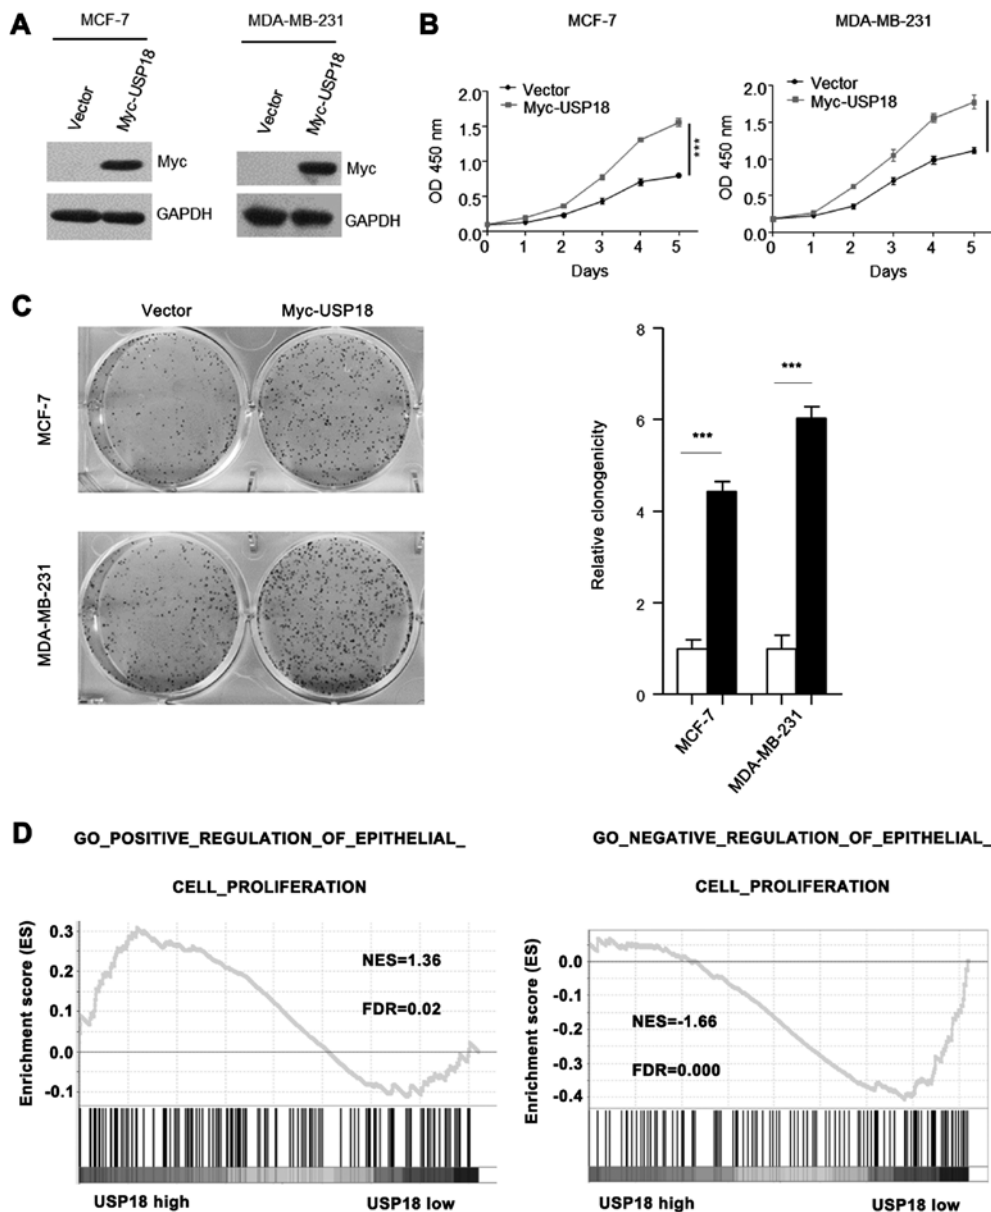 A
MCF-7
MDA-MB-231
Vector
Myc-USP18
Vector
Myc-USP18
Myc
GAPDH
Myc
GAPDH
B
MCF-7
MDA-MB-231
Vector
Myc-USP18
OD 450 nm
2.0
1.5
1.0
0.5
0.0
0 1 2 3 4 5
Days
***
Vector
Myc-USP18
OD 450 nm
2.0
1.5
1.0
0.5
0.0
0 1 2 3 4 5
Days
C
Vector
Myc-USP18
MCF-7
MDA-MB-231
Relative clonogenicity
8
6
4
2
0
***
***
MCF-7
MDA-MB-231
D
GO_POSITIVE_REGULATION_OF_EPITHELIAL_
CELL_PROLIFERATION
Enrichment score (ES)
0.3
0.2
0.1
0.0
-0.1
NES=1.36
FDR=0.02
USP18 high
USP18 low
GO_NEGATIVE_REGULATION_OF_EPITHELIAL_
CELL_PROLIFERATION
Enrichment score (ES)
0.0
-0.1
-0.2
-0.3
-0.4
NES=-1.66
FDR=0.000
USP18 high
USP18 low